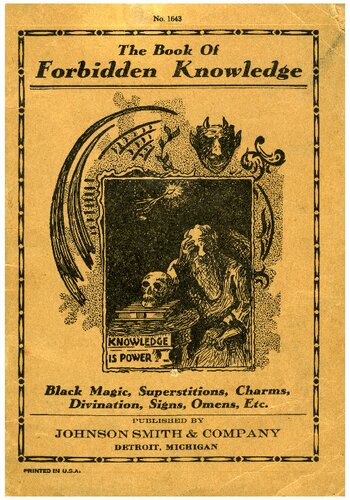 No. 1643
The Book Of
Forbidden Knowledge
KNOWLEDGE
IS POWER
Black Magic, Superstitions, Charms,
Divination, Signs, Omens, Etc.
PUBLISHED BY
JOHNSON SMITH & COMPANY
DETROIT, MICHIGAN
PRINTED IN U.S.A.